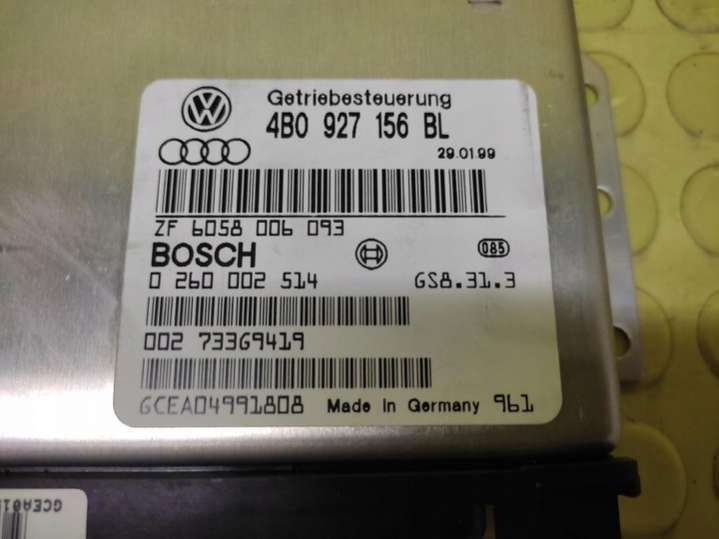 Getriebesteuerung
4B0 927 156 BL
29.01.99
ZF 6058 006 093
BOSCH
085
0 260 002 514 GS8.31.3
002 73369419
GCEA04991808 Made In Germany 961